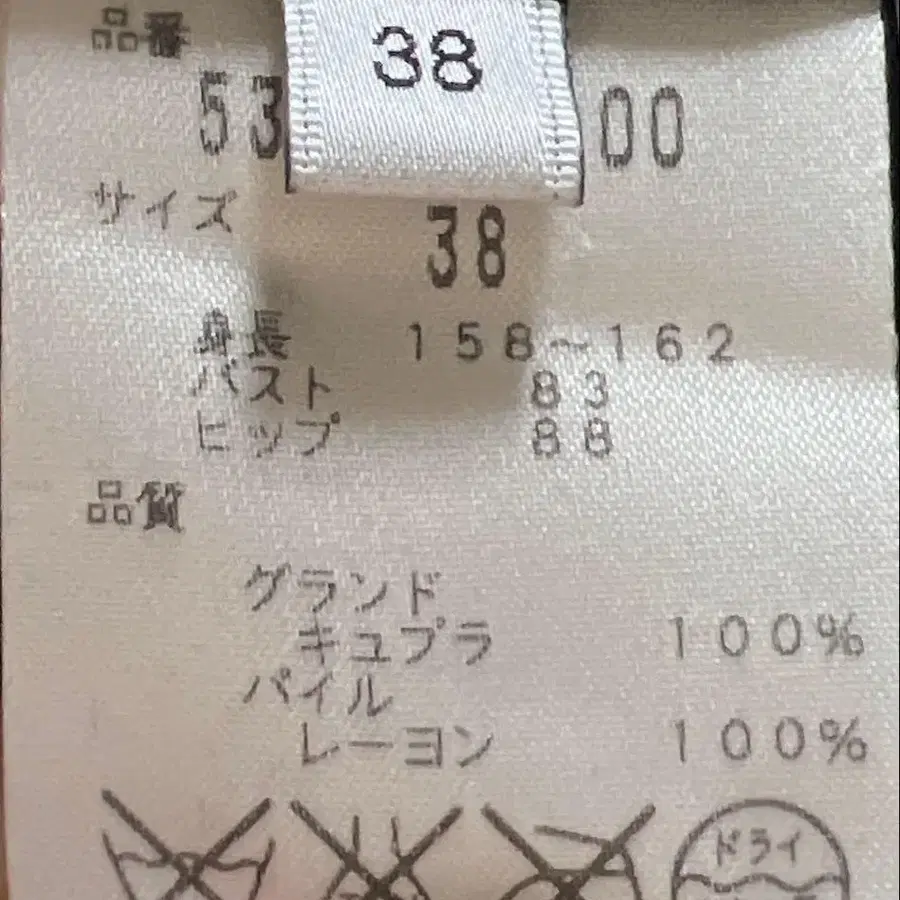 38
品番
53 00
サイズ
38
身長 158~162
バスト 83
ヒップ 88
品質
グランド
キュプラ 100%
パイル
レーヨン 100%
ドライ